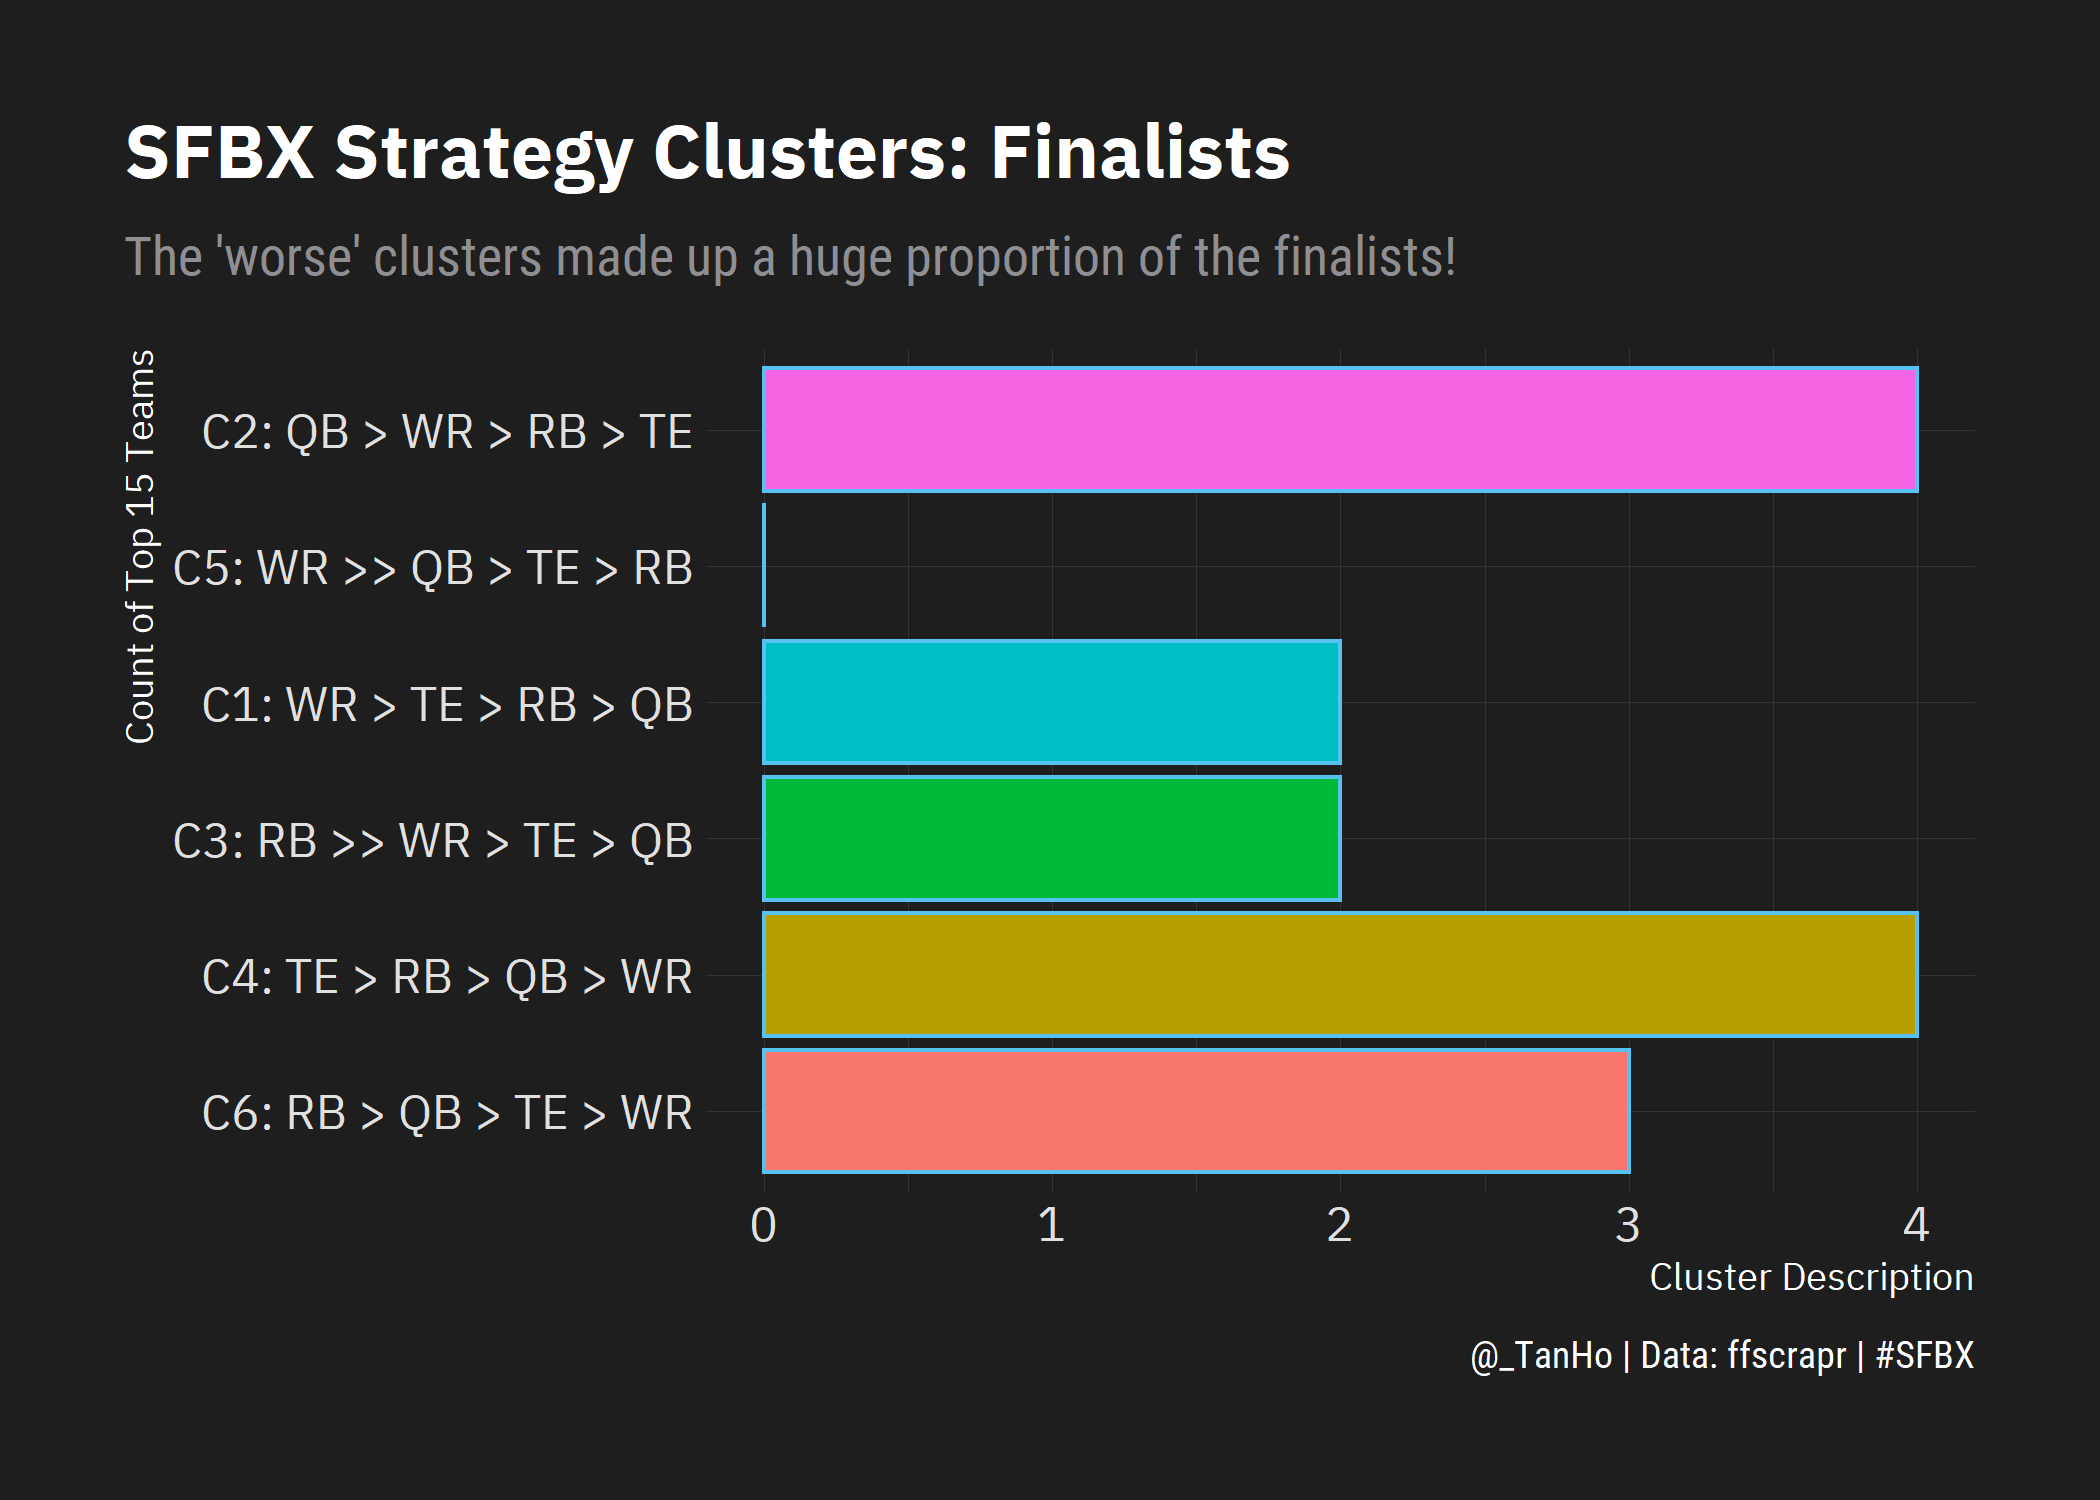 SFBX Strategy Clusters: Finalists
The 'worse' clusters made up a huge proportion of the finalists!
Count of Top 15 Teams
C2: QB > WR > RB > TE
C5: WR >> QB > TE > RB
C1: WR > TE > RB > QB
C3: RB >> WR > TE > QB
C4: TE > RB > QB > WR
C6: RB > QB > TE > WR
0 1 2 3 4
Cluster Description
@_TanHo | Data: ffscrapr | #SFBX